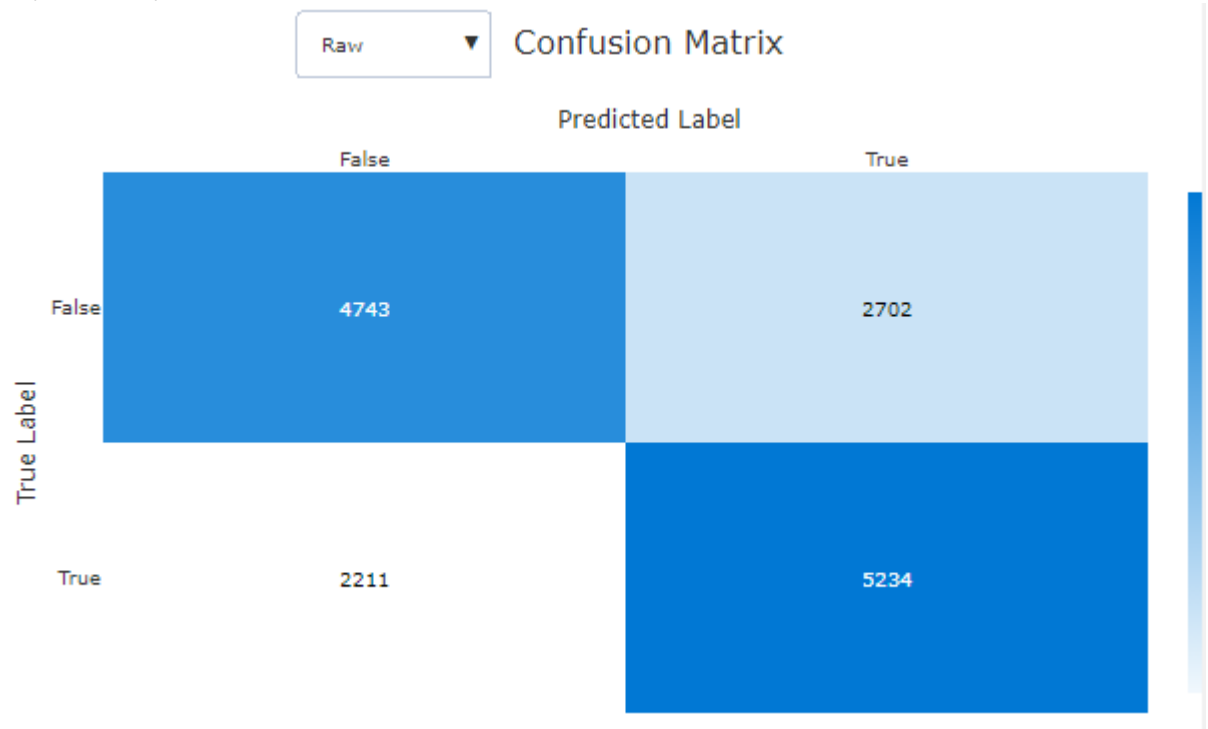 Raw ▼ Confusion Matrix
Predicted Label
False True
False 4743 2702
True Label
True 2211 5234